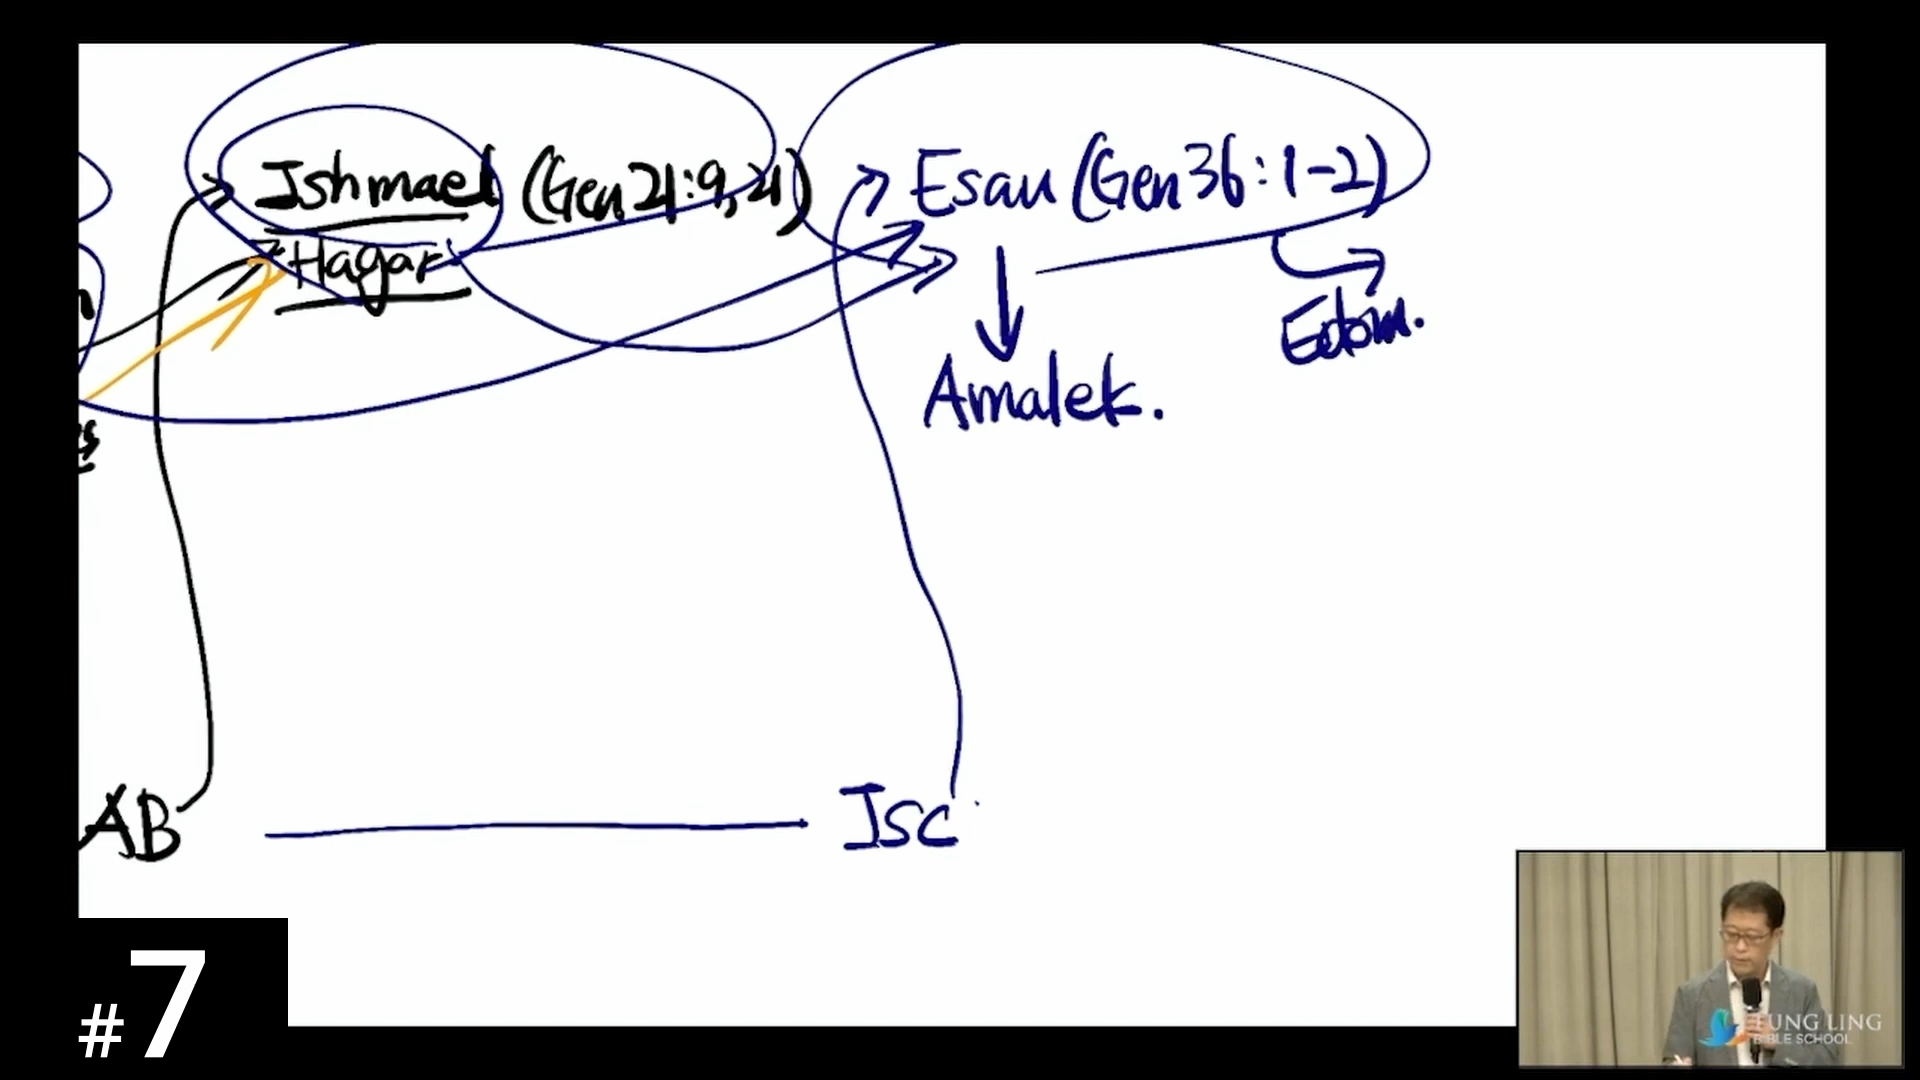 Ishmael (Gen 21:9, 21)
Hagar
Esau (Gen 36:1-2)
Edom.
Amalek.
AB
Isc
#7
TUNG LING
BIBLE SCHOOL